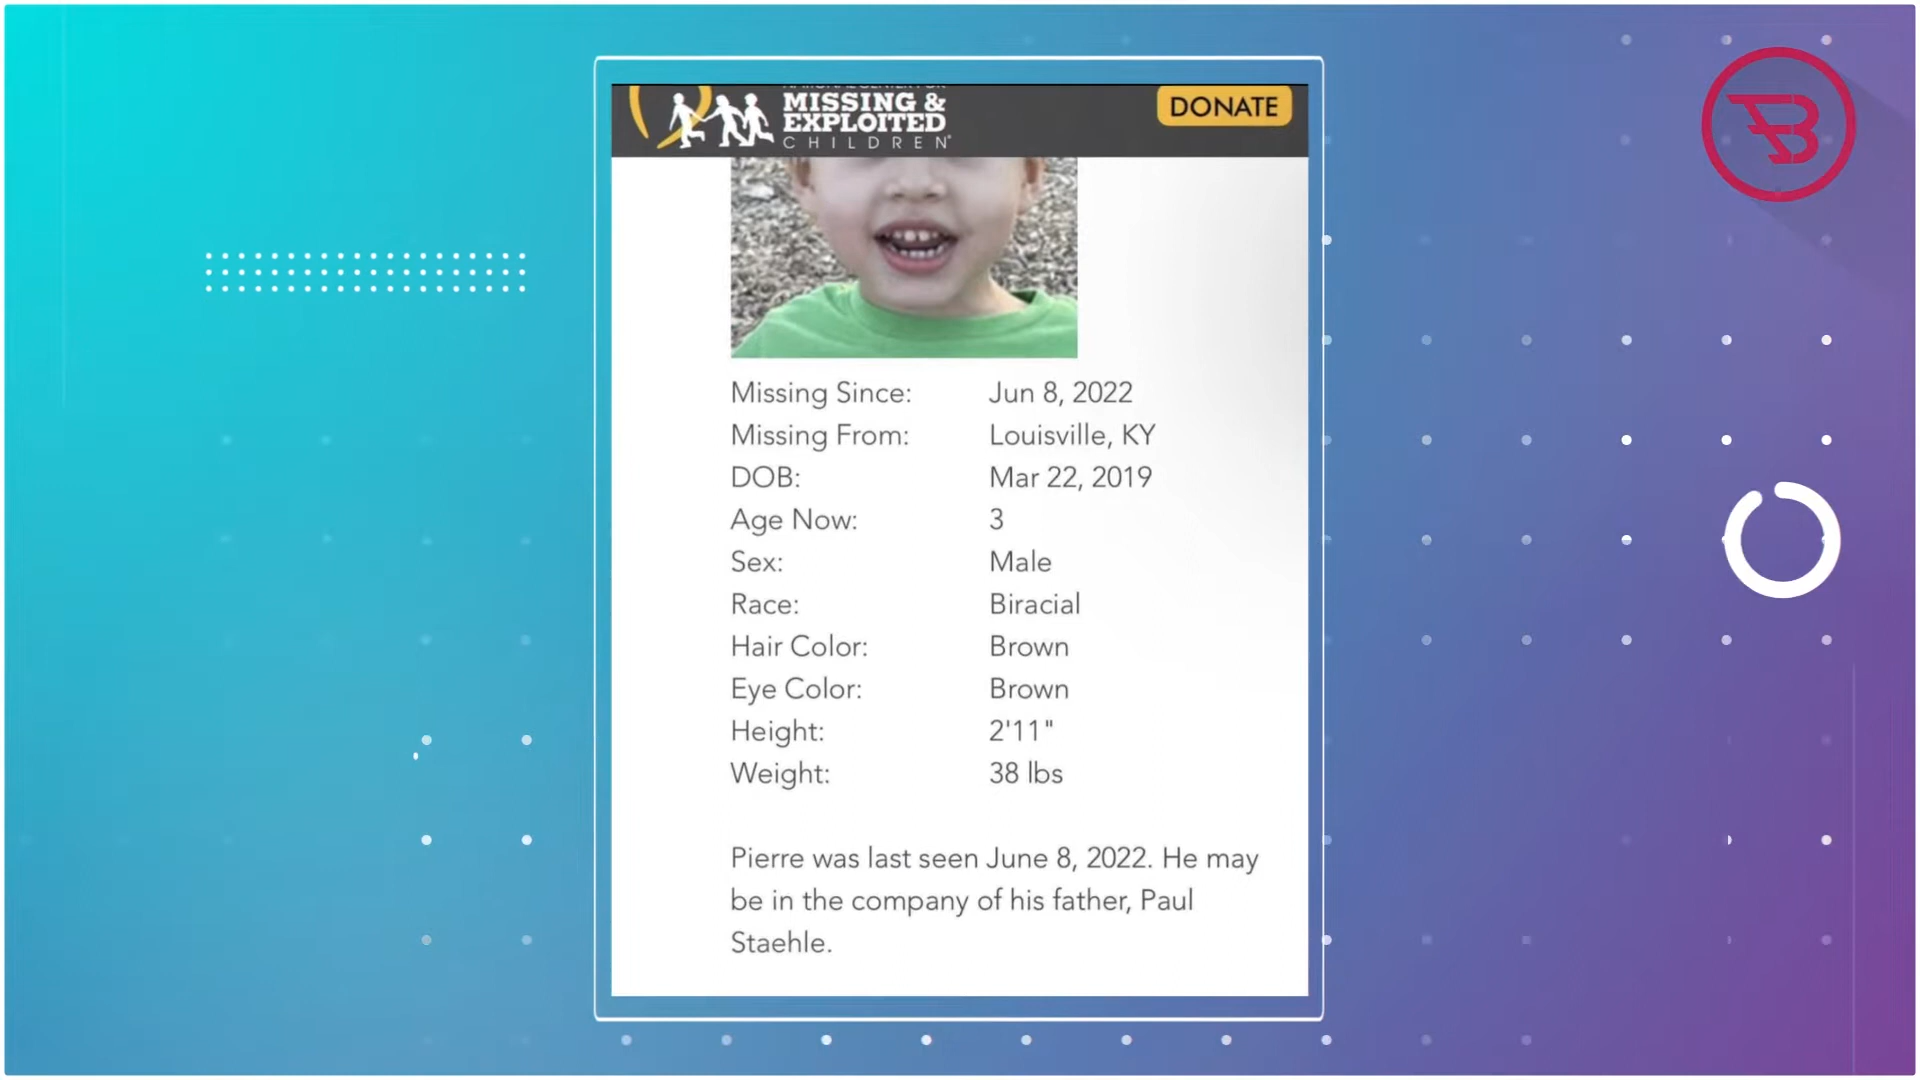 MISSING &
EXPLOITED
CHILDREN
DONATE
Missing Since: Jun 8, 2022
Missing From: Louisville, KY
DOB: Mar 22, 2019
Age Now: 3
Sex: Male
Race: Biracial
Hair Color: Brown
Eye Color: Brown
Height: 2'11"
Weight: 38 lbs
Pierre was last seen June 8, 2022. He may
be in the company of his father, Paul
Staehle.